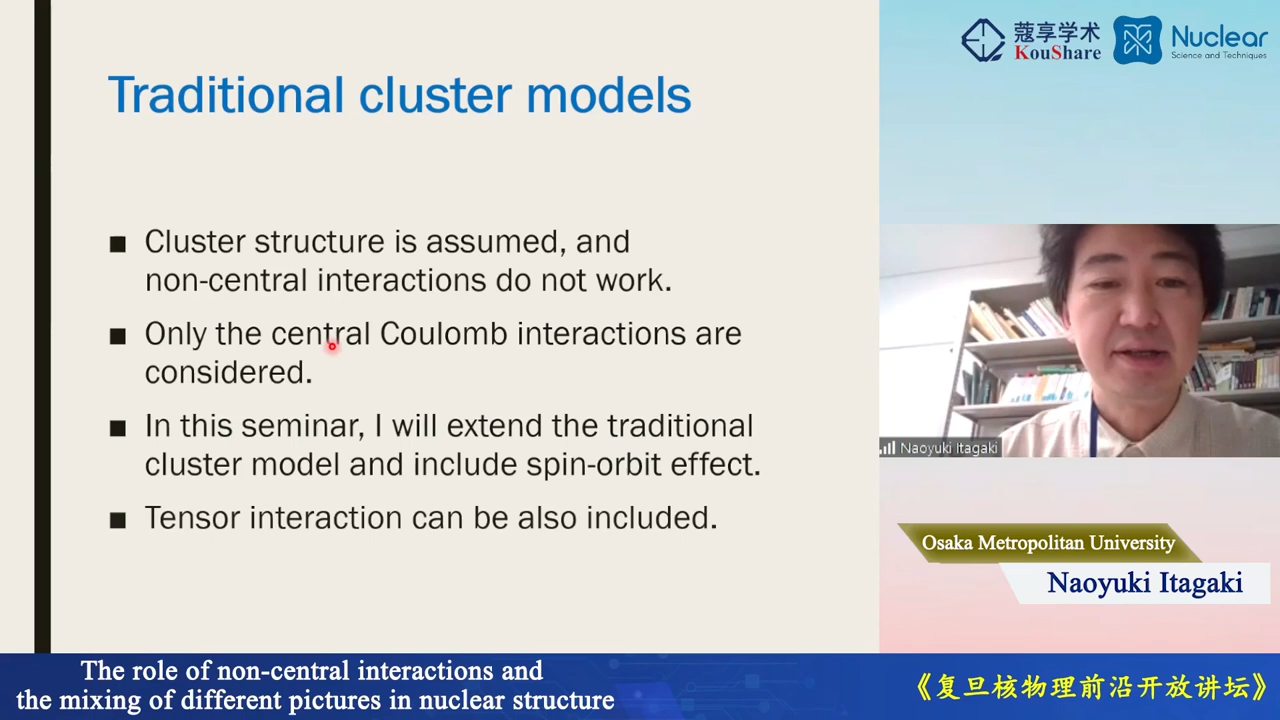 Traditional cluster models
■ Cluster structure is assumed, and
non-central interactions do not work.
■ Only the central Coulomb interactions are
considered.
■ In this seminar, I will extend the traditional
cluster model and include spin-orbit effect.
■ Tensor interaction can be also included.
蔻享学术
KouShare
Nuclear
Science and Techniques
Naoyuki Itagaki
Osaka Metropolitan University
Naoyuki Itagaki
The role of non-central interactions and
the mixing of different pictures in nuclear structure
《复旦核物理前沿开放讲坛》